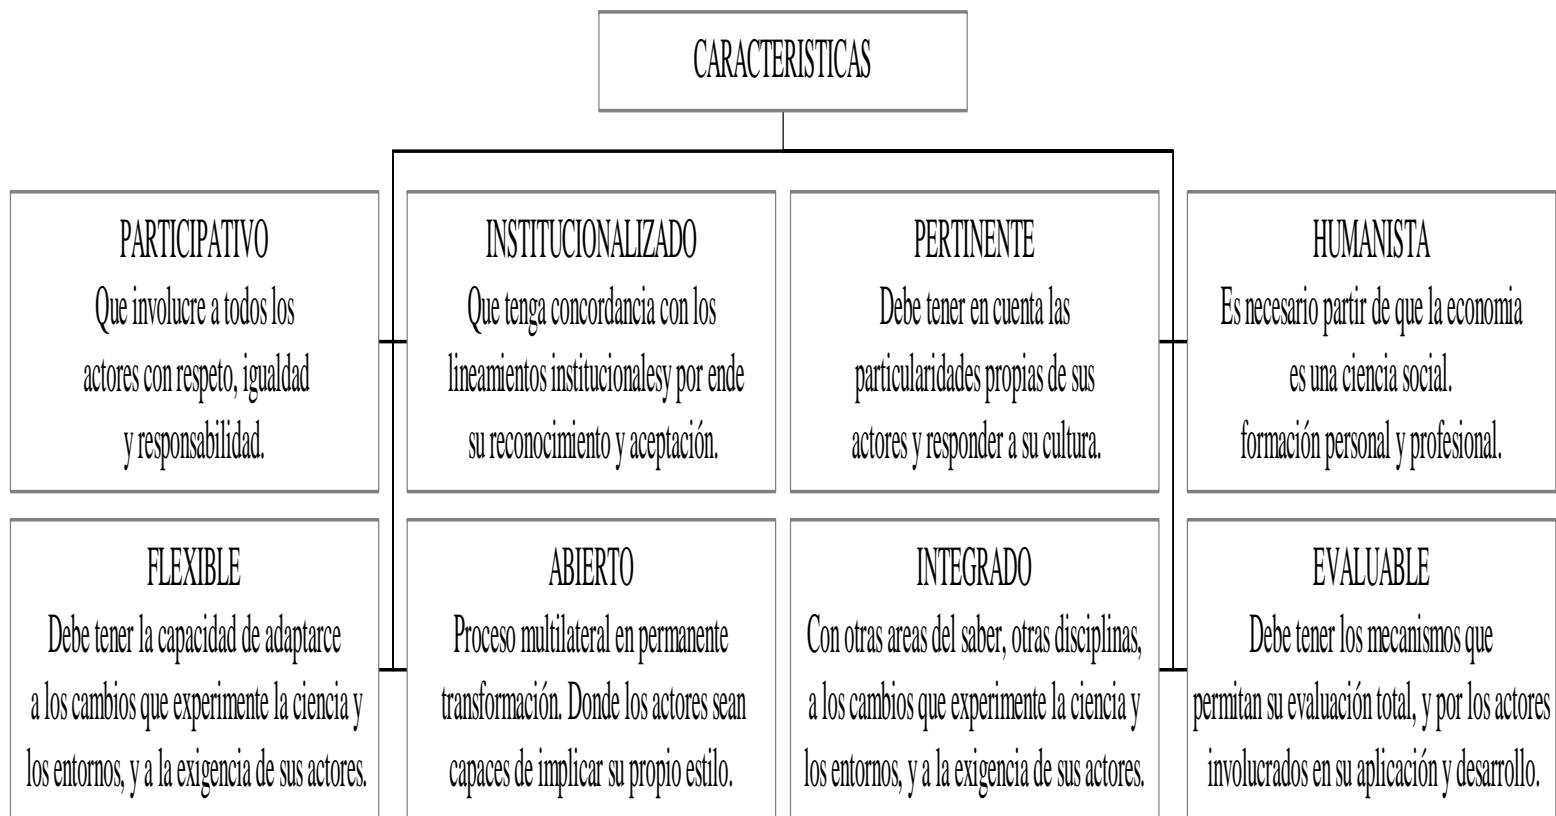 CARACTERISTICAS
PARTICIPATIVO
Que involucre a todos los
actores con respeto, igualdad
y responsabilidad.
INSTITUCIONALIZADO
Que tenga concordancia con los
lineamientos institucionalesy por ende
su reconocimiento y aceptación.
PERTINENTE
Debe tener en cuenta las
particularidades propias de sus
actores y responder a su cultura.
HUMANISTA
Es necesario partir de que la economia
es una ciencia social.
formación personal y profesional.
FLEXIBLE
Debe tener la capacidad de adaptarce
a los cambios que experimente la ciencia y
los entornos, y a la exigencia de sus actores.
ABIERTO
Proceso multilateral en permanente
transformación. Donde los actores sean
capaces de implicar su propio estilo.
INTEGRADO
Con otras areas del saber, otras disciplinas,
a los cambios que experimente la ciencia y
los entornos, y a la exigencia de sus actores.
EVALUABLE
Debe tener los mecanismos que
permitan su evaluación total, y por los actores
involucrados en su aplicación y desarrollo.